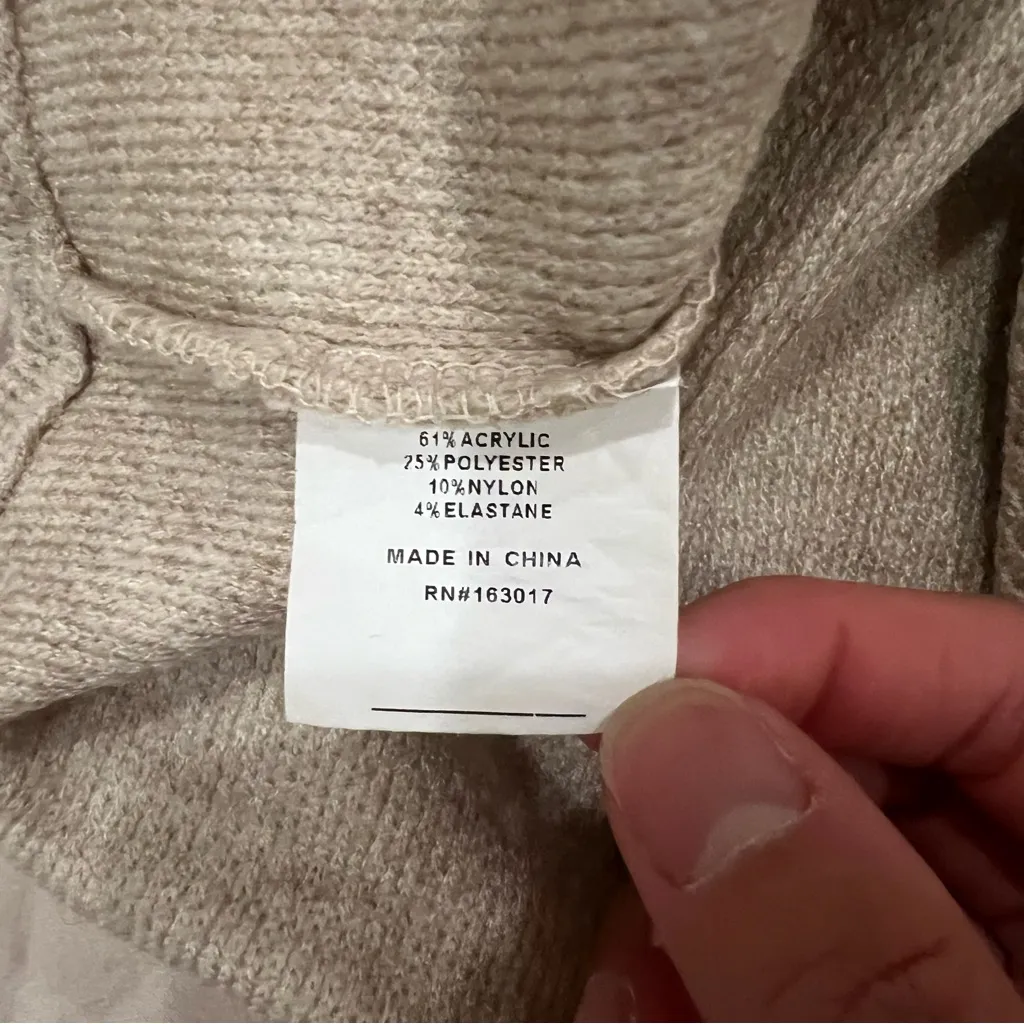 61% ACRYLIC
25%POLYESTER
10%NYLON
4%ELASTANE
MADE IN CHINA
RN#163017